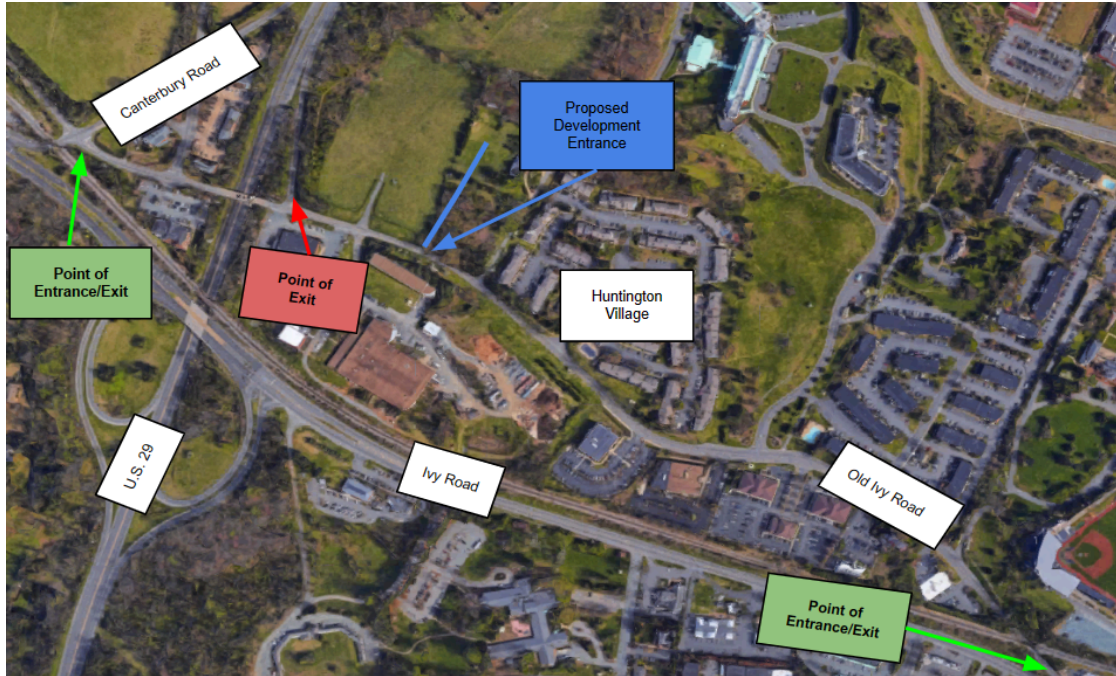 Canterbury Road
Proposed
Development
Entrance
Point of
Entrance/Exit
Point of
Exit
Huntington
Village
U.S. 29
Ivy Road
Old Ivy Road
Point of
Entrance/Exit